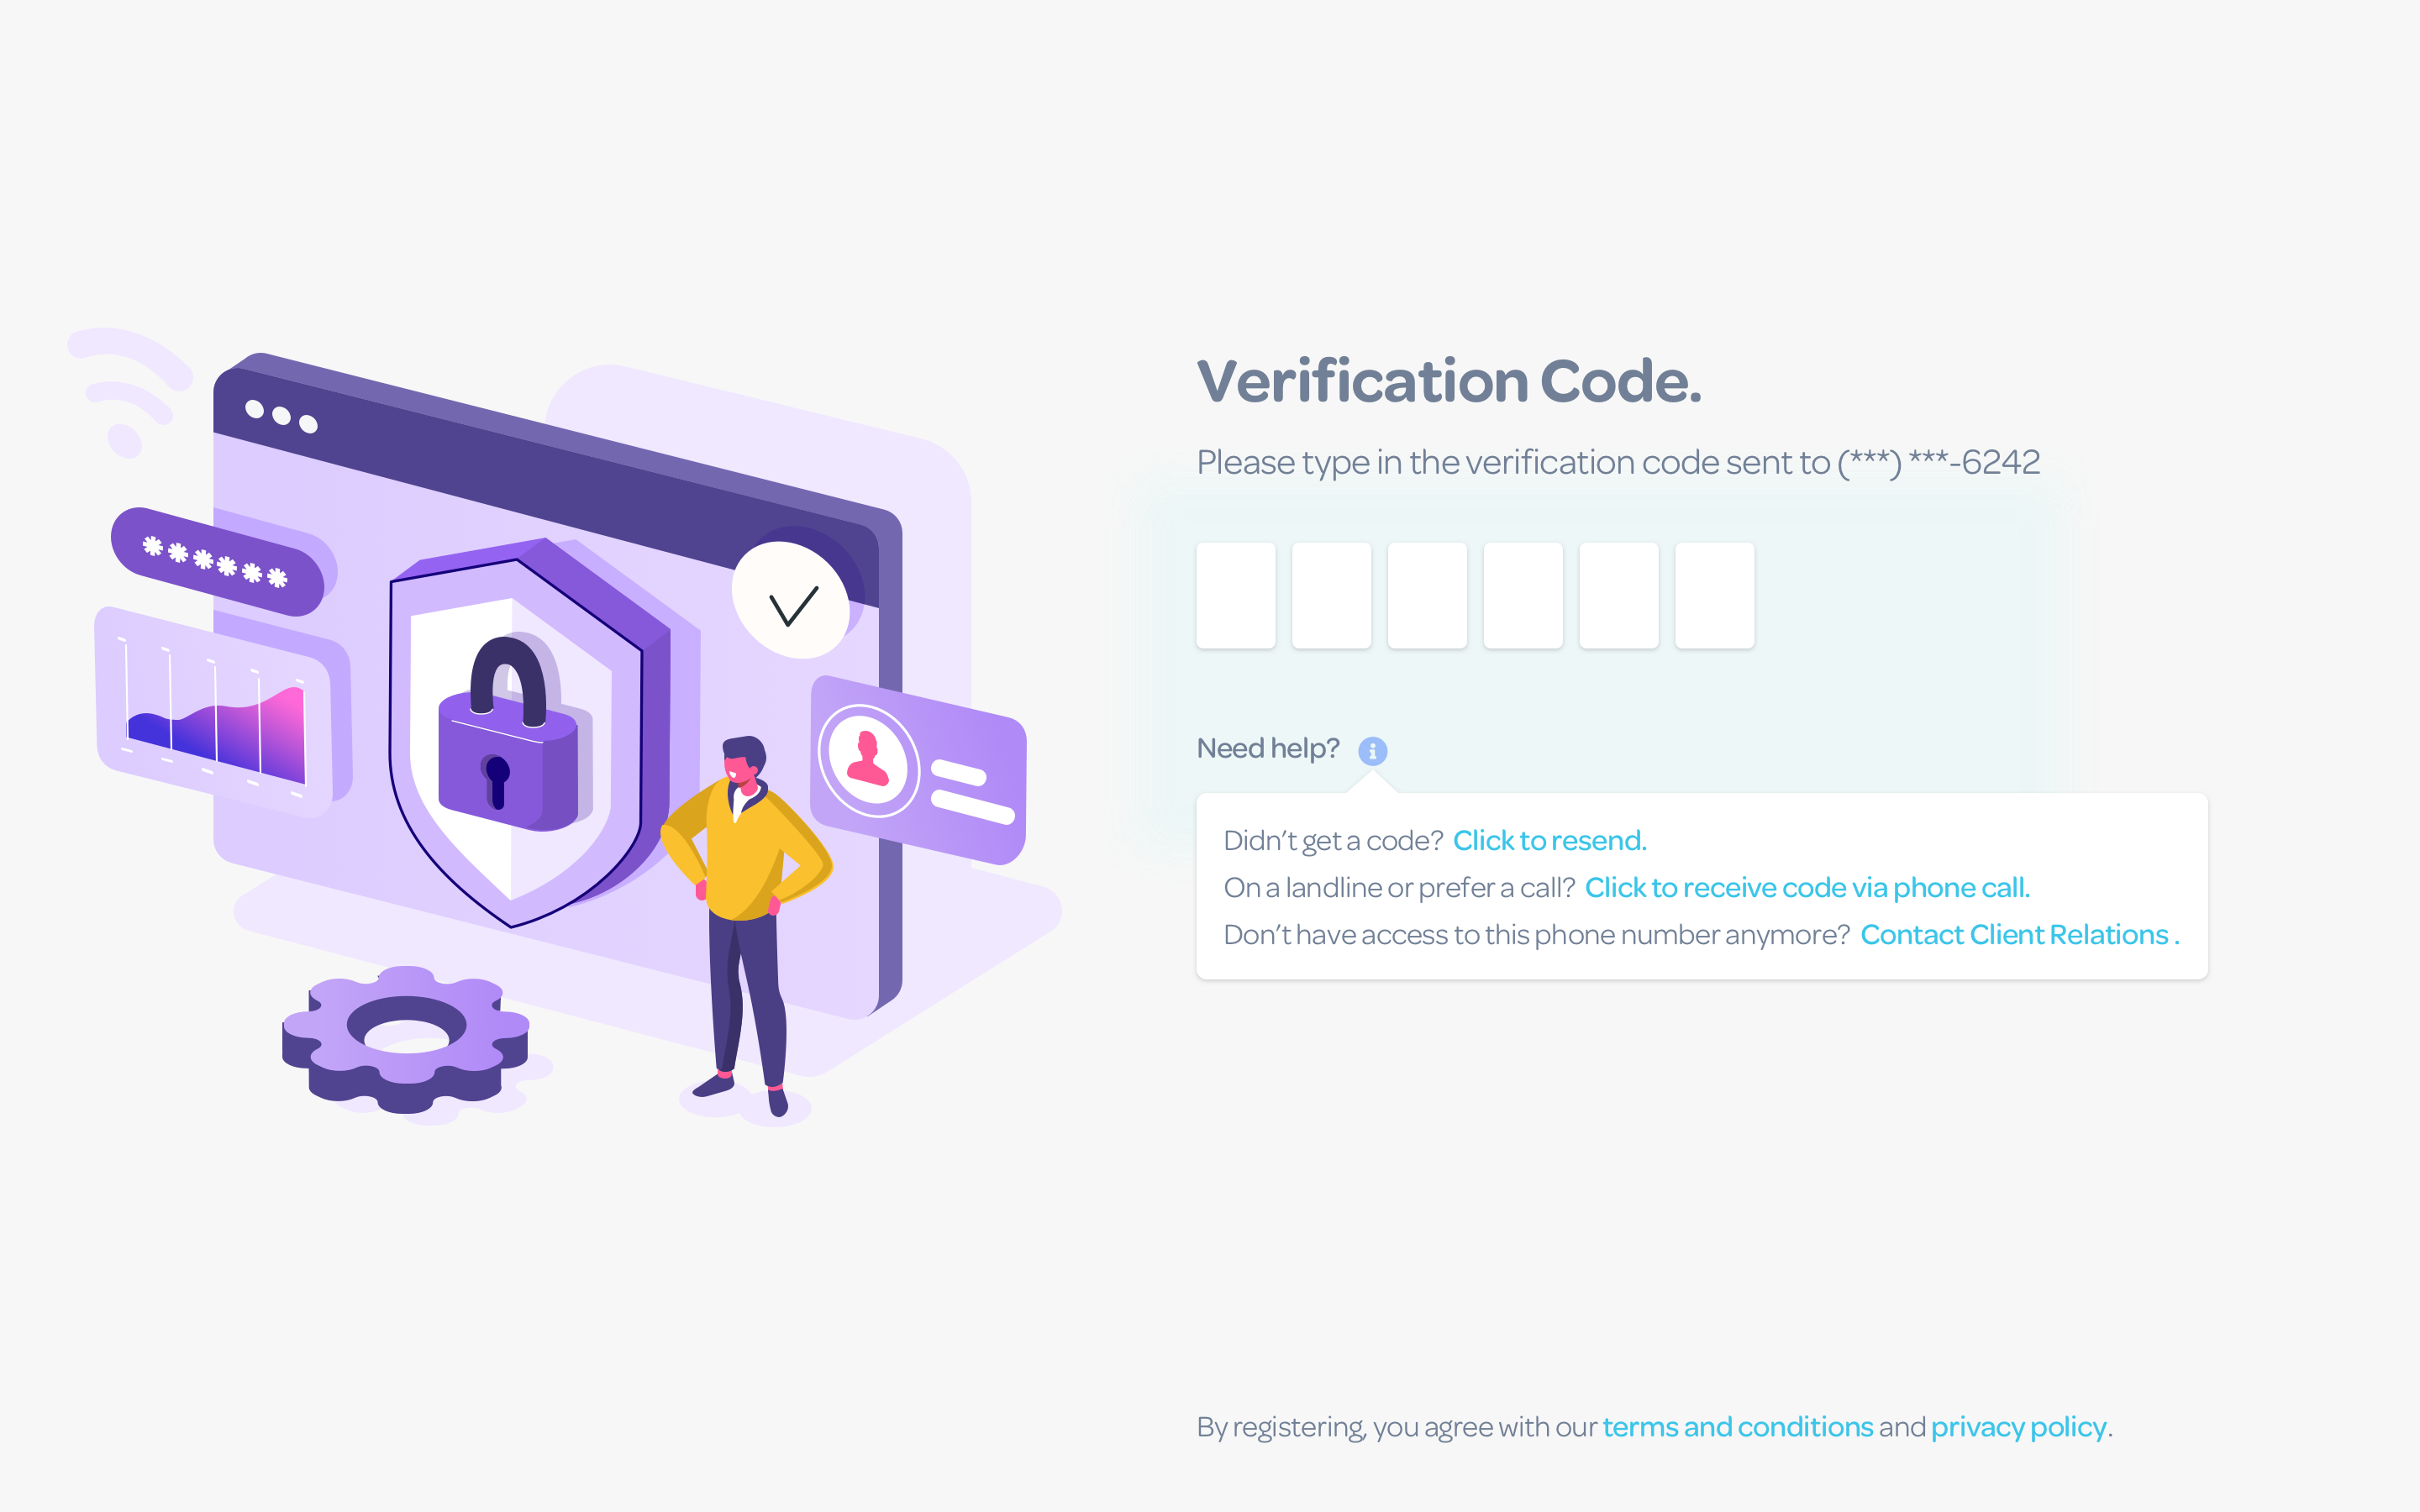 Verification Code.
Please type in the verification code sent to (***) ***-6242
Need help?
Didn't get a code? Click to resend.
On a landline or prefer a call? Click to receive code via phone call.
Don't have access to this phone number anymore? Contact Client Relations .
By registering, you agree with our terms and conditions and privacy policy.